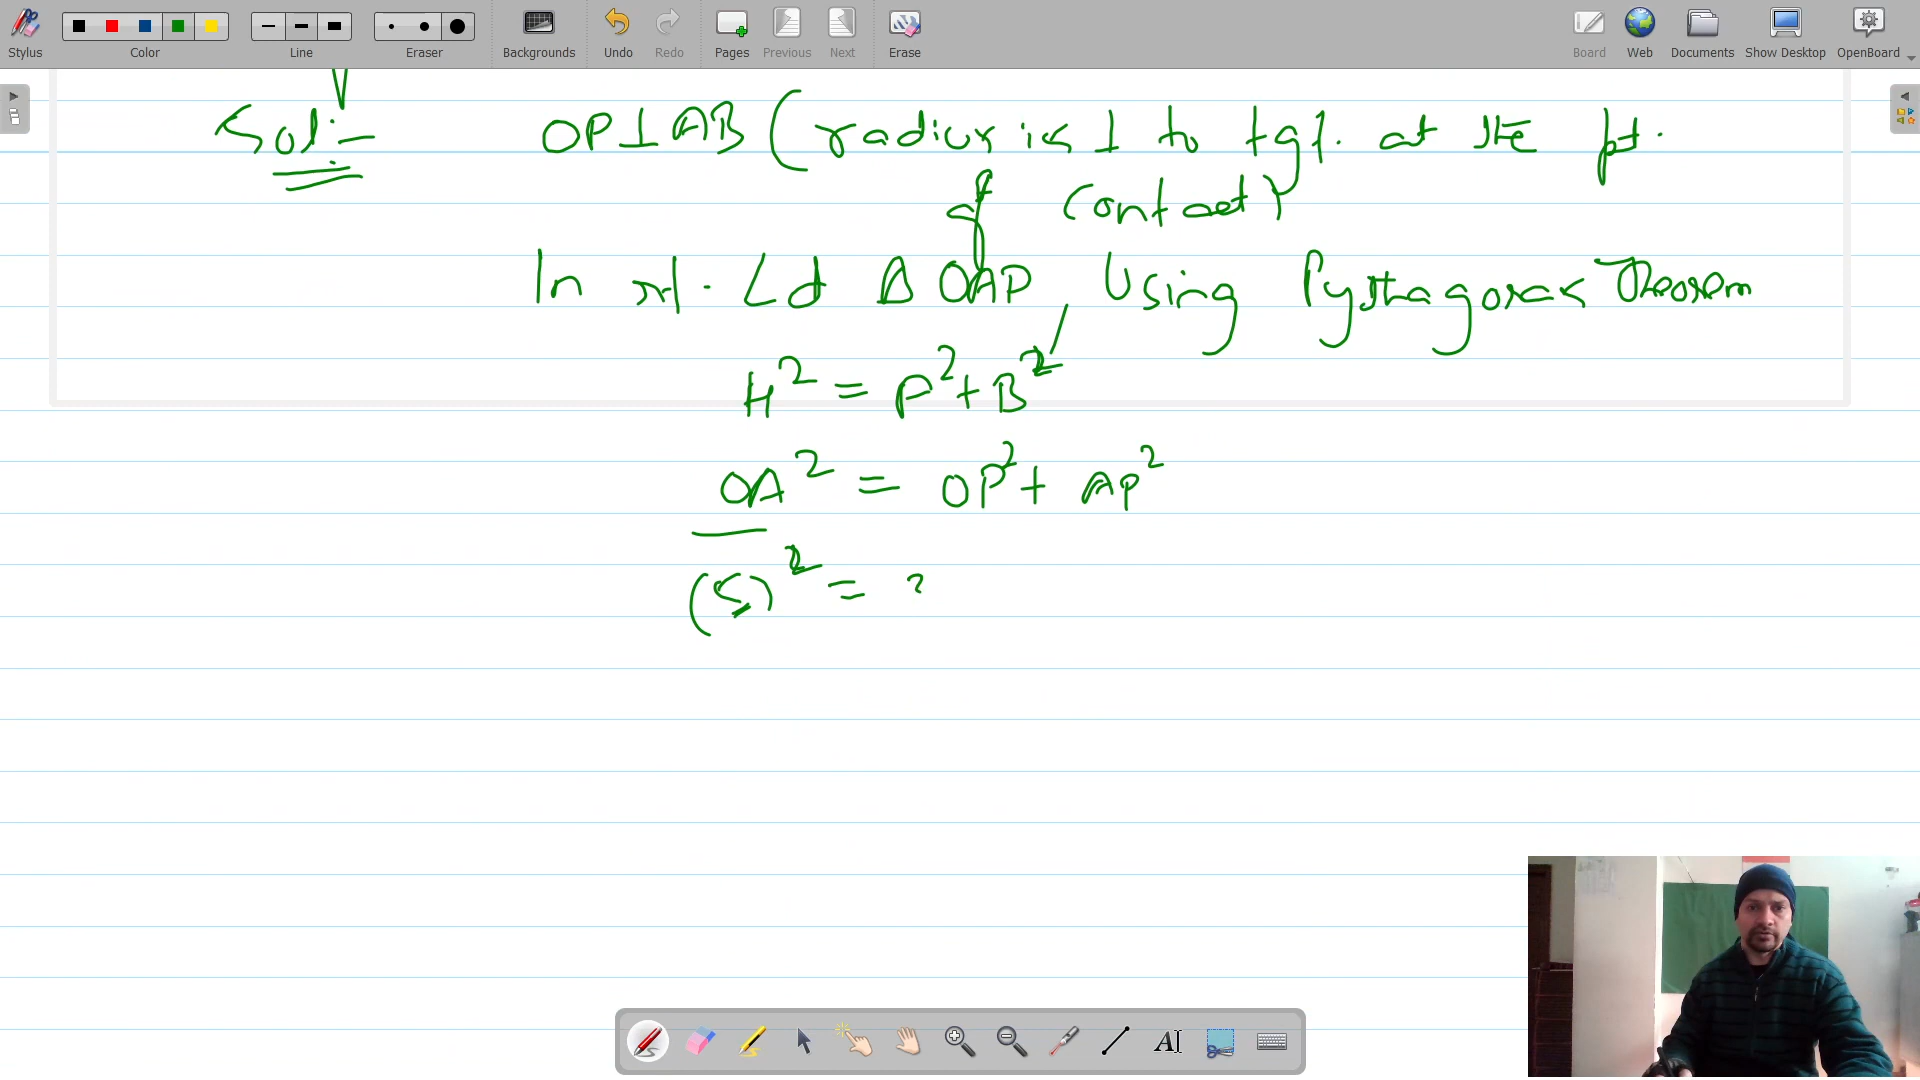 Stylus Color Line Eraser Backgrounds Undo Redo Pages Previous Next Erase Board Web Documents Show Desktop OpenBoard
Sol:- OP⊥AB (radius is ⊥ to tgt. at the pt.
of contact)
In rt. ∠d Δ OAP, Using Pythagoras Theorem
H² = P²+B²
OA² = OP²+ AP²
(5)² = 3